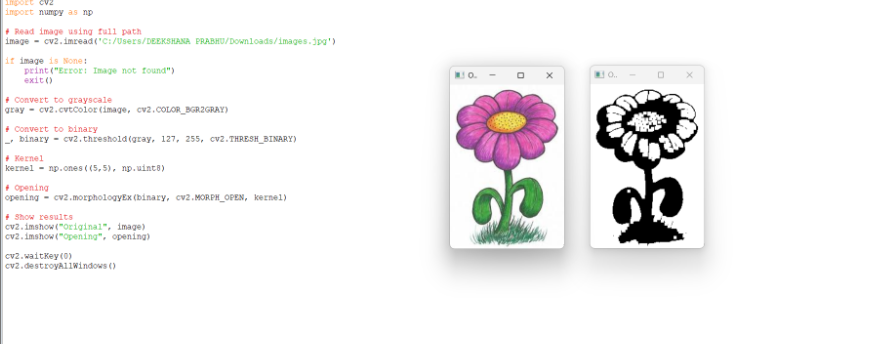 import cv2
import numpy as np
# Read image using full path
image = cv2.imread('C:/Users/DEEKSHANA PRABHU/Downloads/images.jpg')
if image is None:
    print("Error: Image not found")
    exit()
# Convert to grayscale
gray = cv2.cvtColor(image, cv2.COLOR_BGR2GRAY)
# Convert to binary
_, binary = cv2.threshold(gray, 127, 255, cv2.THRESH_BINARY)
# Kernel
kernel = np.ones((5,5), np.uint8)
# Opening
opening = cv2.morphologyEx(binary, cv2.MORPH_OPEN, kernel)
# Show results
cv2.imshow("Original", image)
cv2.imshow("Opening", opening)
cv2.waitKey(0)
cv2.destroyAllWindows()
O..
O..